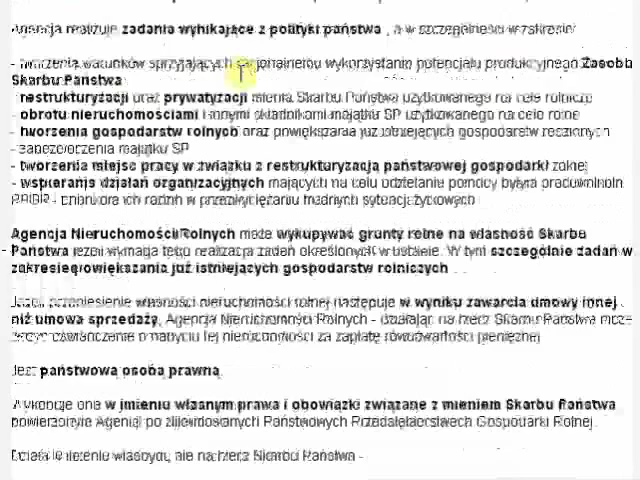 Agencja realizuje zadania wynikające z polityki państwa , a w szczególności w zakresie:
- tworzenia warunków sprzyjających racjonalnemu wykorzystaniu potencjału produkcyjnego Zasobu
Skarbu Państwa
restrukturyzacji oraz prywatyzacji mienia Skarbu Państwa użytkowanego na cele rolnicze
- obrotu nieruchomościami i innymi składnikami majątku SP użytkowanego na cele rolne
- tworzenia gospodarstw rolnych oraz powiększania już istniejących gospodarstw rodzinnych
- zabezpieczenia majątku SP
- tworzenia miejsc pracy w związku z restrukturyzacją państwowej gospodarki rolnej
- wspierania działań organizacyjnych mających na celu udzielanie pomocy byłym pracownikom
i członkom ich rodzin w przezwyciężaniu trudnych sytuacji życiowych
Agencja Nieruchomości Rolnych może wykupywać grunty rolne na własność Skarbu
- Państwa jeżeli wymaga tego realizacja zadań określonych w ustawie. W tym szczególnie zadań w
zakresie powiększania już istniejących gospodarstw rolniczych
Jeżeli przeniesienie własności nieruchomości rolnej następuje w wyniku zawarcia umowy innej
niż umowa sprzedaży, Agencja Nieruchomości Rolnych - działając na rzecz Skarbu Państwa może
złożyć oświadczenie o nabyciu tej nieruchomości za zapłatą równowartości pieniężnej
Jest państwową osobą prawną
Wykonuje ona w imieniu własnym prawa i obowiązki związane z mieniem Skarbu Państwa
powierzonym Agencji po zlikwidowanych Państwowych Przedsiębiorstwach Gospodarki Rolnej.
Działa w imieniu własnym, ale na rzecz Skarbu Państwa -